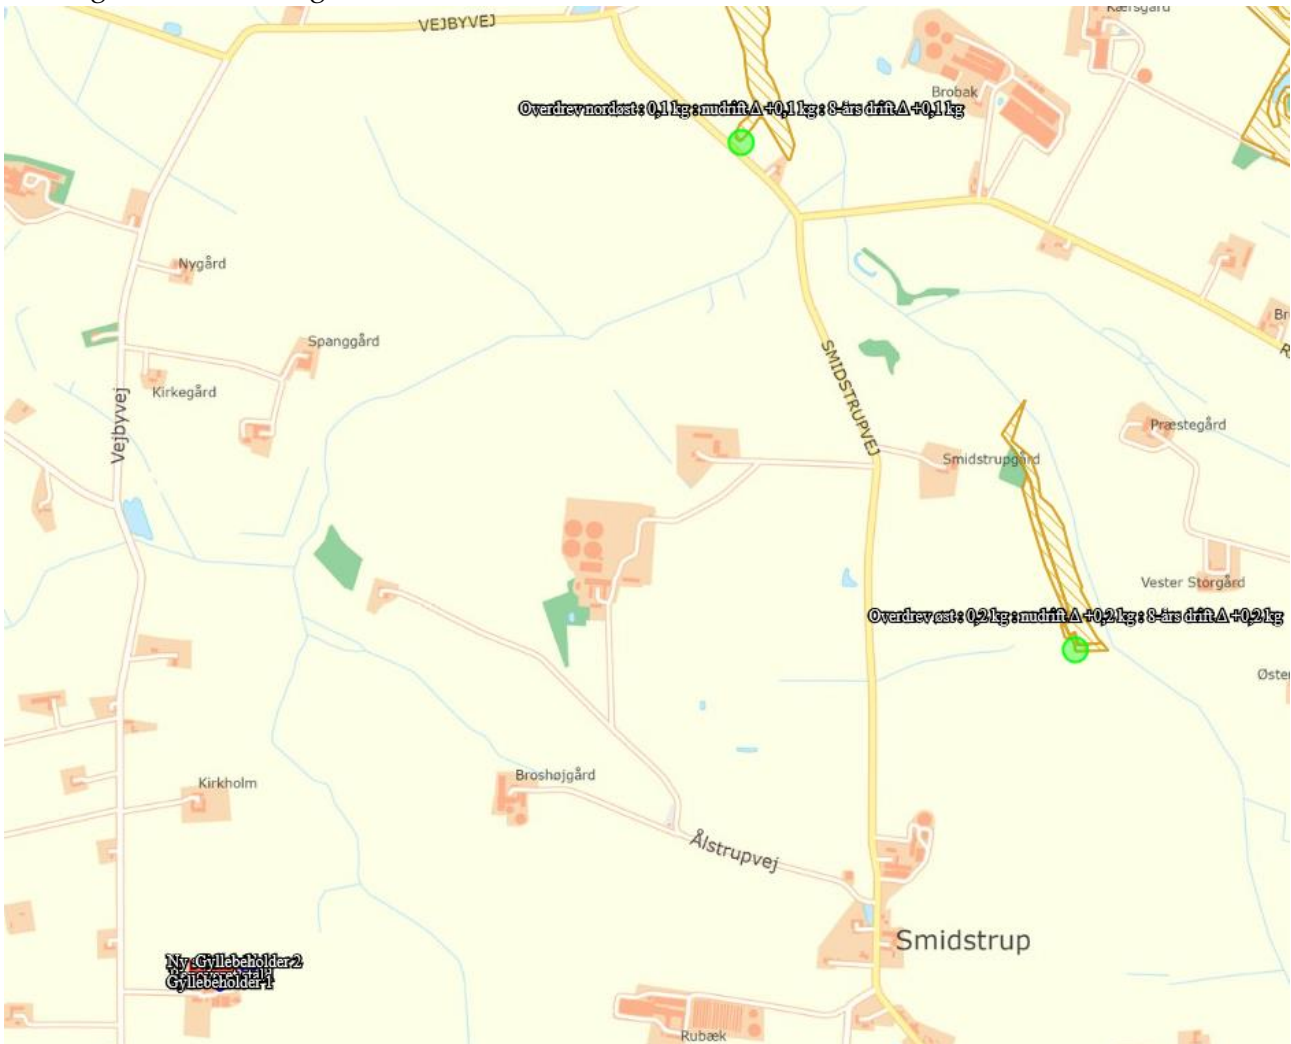 VEJBYVEJ
Kærsgård
Brobak
Overdrev nordøst : 0,1 kg : nudrift Δ +0,1 kg : 8-års drift Δ +0,1 kg
Nygård
Spanggård
Kirkegård
Vejbyvej
SMIDSTRUPVEJ
Præstegård
Smidstrupgård
Vester Storgård
Overdrev øst : 0,2 kg : nudrift Δ +0,2 kg : 8-års drift Δ +0,2 kg
Øster
Broshøjgård
Kirkholm
Ålstrupvej
Smidstrup
Ny Gyllebeholder 2
Gyllebeholder 1
Rubæk